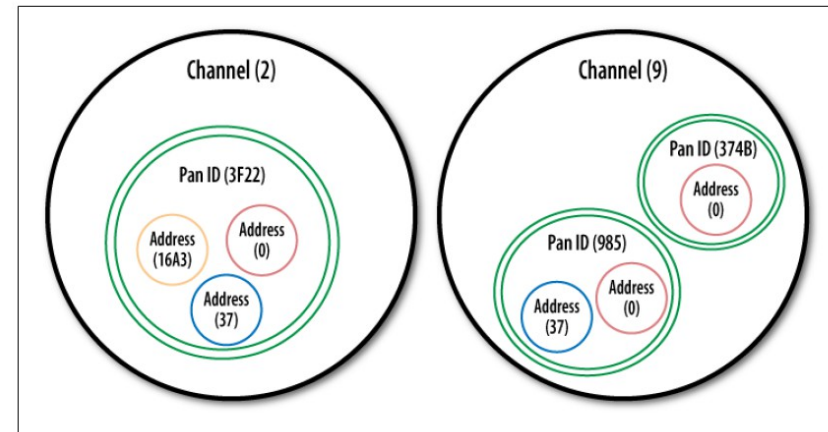 Channel (2)
Pan ID (3F22)
Address
(16A3)
Address
(0)
Address
(37)
Channel (9)
Pan ID (374B)
Address
(0)
Pan ID (985)
Address
(37)
Address
(0)